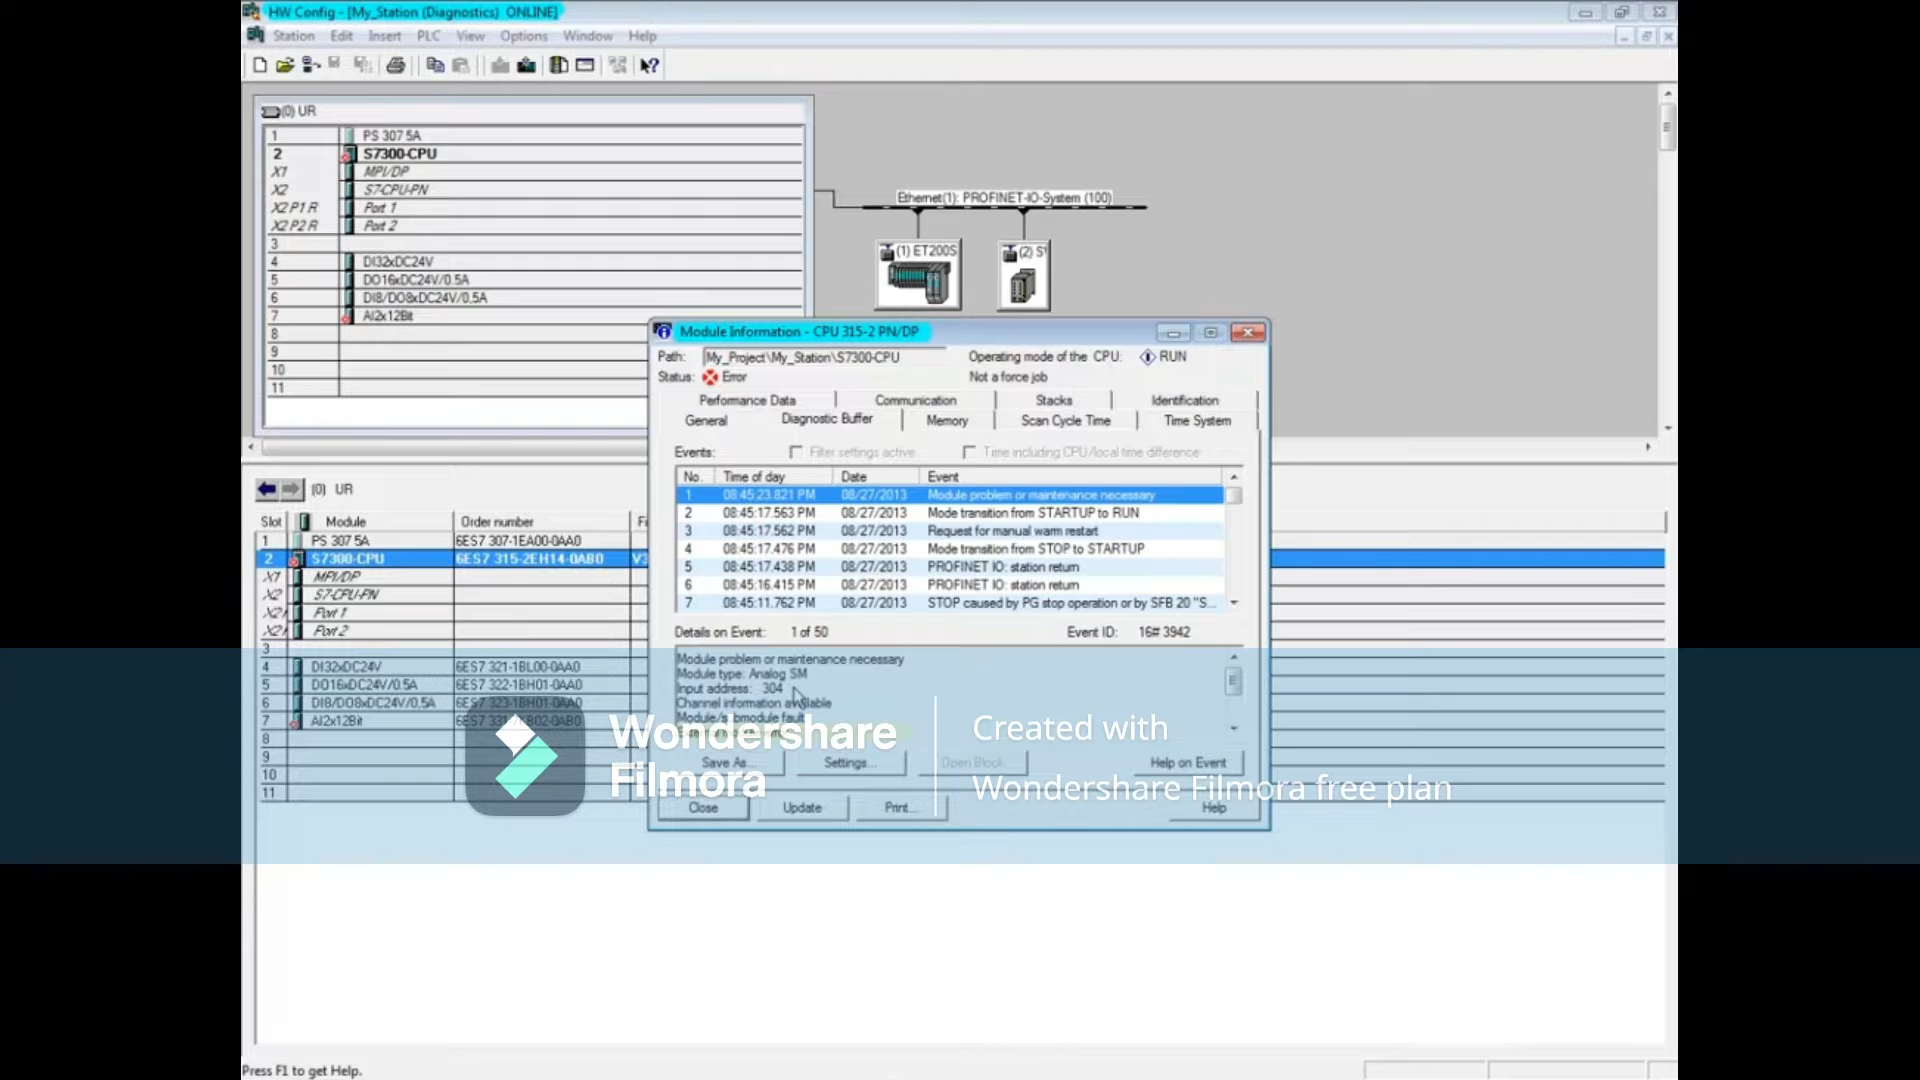 HW Config - [My_Station (Diagnostics) ONLINE]
Station Edit Insert PLC View Options Window Help
(0) UR
1 PS 307 5A
2 S7300-CPU
X1 MPI/DP
X2 S7-CPU-PN
X2 P1 R Port 1
X2 P2 R Port 2
3
4 DI32xDC24V
5 DO16xDC24V/0.5A
6 DI8/DO8xDC24V/0,5A
7 AI2x12Bit
8
9
10
11
Ethernet(1): PROFINET-IO-System (100)
(1) ET200S
(2) S
Module Information - CPU 315-2 PN/DP
Path: My_Project\My_Station\S7300-CPU Operating mode of the CPU: RUN
Status: Error Not a force job
Performance Data Communication Stacks Identification
General Diagnostic Buffer Memory Scan Cycle Time Time System
Events: Filter settings active Time including CPU/local time difference
No. Time of day Date Event
1 08:45:23.821 PM 08/27/2013 Module problem or maintenance necessary
2 08:45:17.563 PM 08/27/2013 Mode transition from STARTUP to RUN
3 08:45:17.562 PM 08/27/2013 Request for manual warm restart
4 08:45:17.476 PM 08/27/2013 Mode transition from STOP to STARTUP
5 08:45:17.438 PM 08/27/2013 PROFINET IO: station return
6 08:45:16.415 PM 08/27/2013 PROFINET IO: station return
7 08:45:11.762 PM 08/27/2013 STOP caused by PG stop operation or by SFB 20 "S...
Details on Event: 1 of 50 Event ID: 16# 3942
Module problem or maintenance necessary
Module type: Analog SM
Input address: 304
Channel information available
Save As... Settings... Open Block Help on Event
Close Update Print... Help
(0) UR
Slot Module Order number Fi
1 PS 307 5A 6ES7 307-1EA00-0AA0
2 S7300-CPU 6ES7 315-2EH14-0AB0 V3
X1 MPI/DP
X2 S7-CPU-PN
X2 Port 1
X2 Port 2
3
4 DI32xDC24V 6ES7 321-1BL00-0AA0
5 DO16xDC24V/0.5A 6ES7 322-1BH01-0AA0
6 DI8/DO8xDC24V/0,5A 6ES7 323-1BH01-0AA0
7 AI2x12Bit 6ES7
8
9
10
11
Wondershare
Filmora
Created with
Wondershare Filmora free plan
Press F1 to get Help.